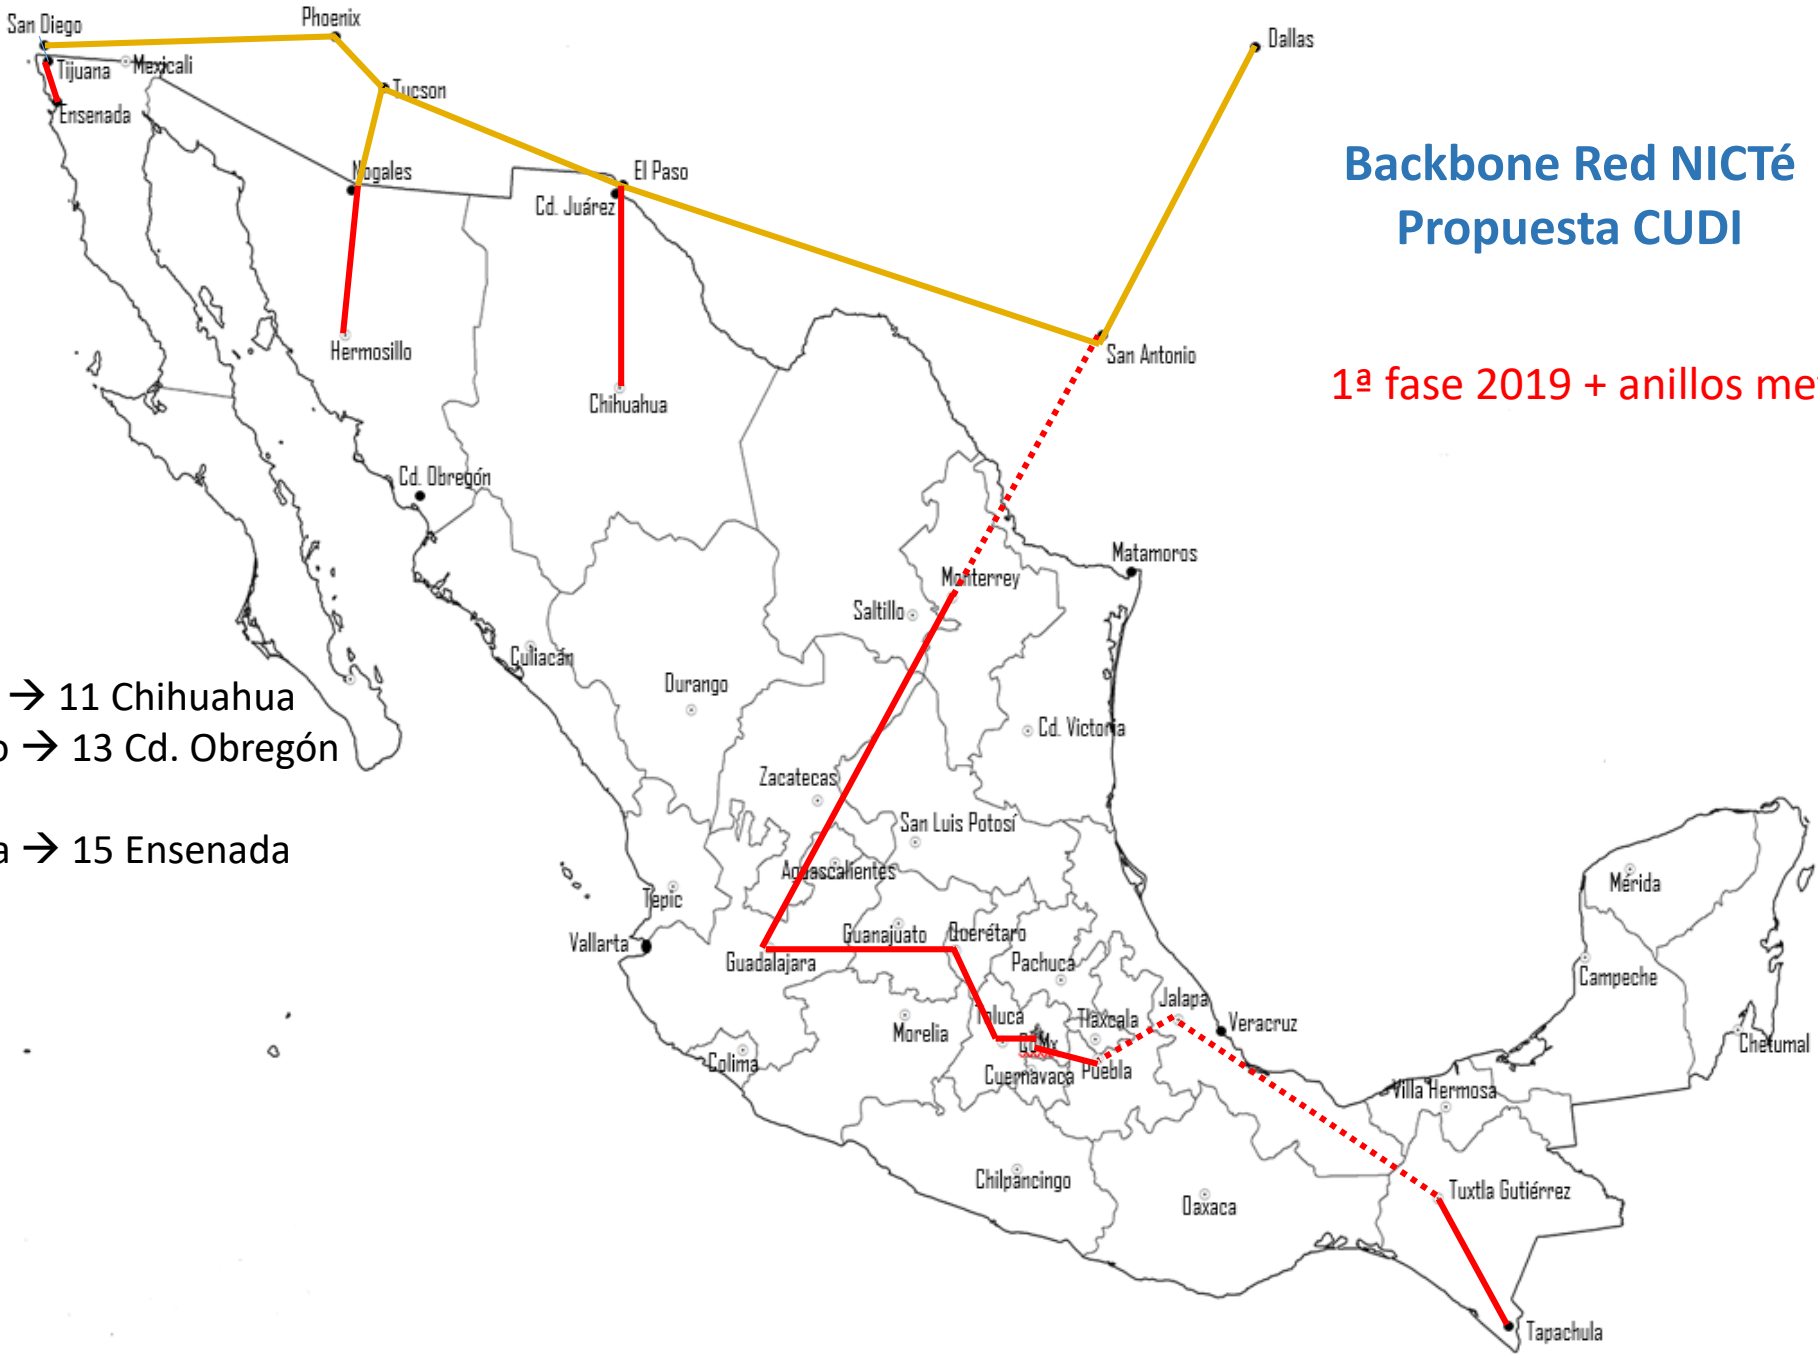 San Diego
Phoenix
Dallas
Tijuana
Mexicali
Tucson
Ensenada
Backbone Red NICTé
Propuesta CUDI
Nogales
El Paso
Cd. Juárez
Hermosillo
San Antonio
1ª fase 2019 + anillos
Chihuahua
Cd. Obregón
Matamoros
Monterrey
Saltillo
Culiacán
Durango
→ 11 Chihuahua
→ 13 Cd. Obregón
Cd. Victoria
Zacatecas
San Luis Potosí
→ 15 Ensenada
Aguascalientes
Mérida
Tepic
Vallarta
Guanajuato
Querétaro
Guadalajara
Pachuca
Campeche
Jalapa
Toluca
Tlaxcala
Veracruz
Morelia
CDMx
Chetumal
Colima
Cuernavaca
Puebla
Villa Hermosa
Chilpancingo
Tuxtla Gutiérrez
Oaxaca
Tapachula